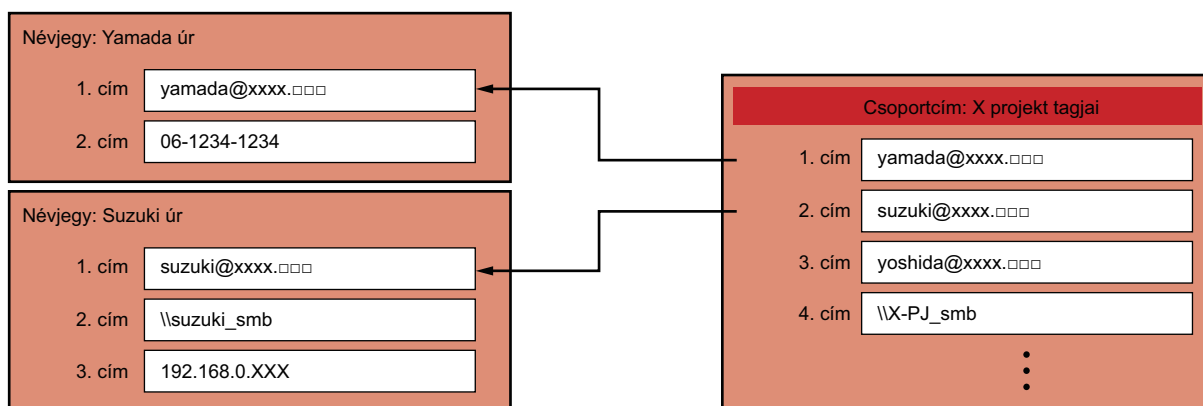 Névjegy: Yamada úr
1. cím yamada@xxxx.□□□
2. cím 06-1234-1234
Névjegy: Suzuki úr
1. cím suzuki@xxxx.□□□
2. cím \\suzuki_smb
3. cím 192.168.0.XXX
Csoportcím: X projekt tagjai
1. cím yamada@xxxx.□□□
2. cím suzuki@xxxx.□□□
3. cím yoshida@xxxx.□□□
4. cím \\X-PJ_smb